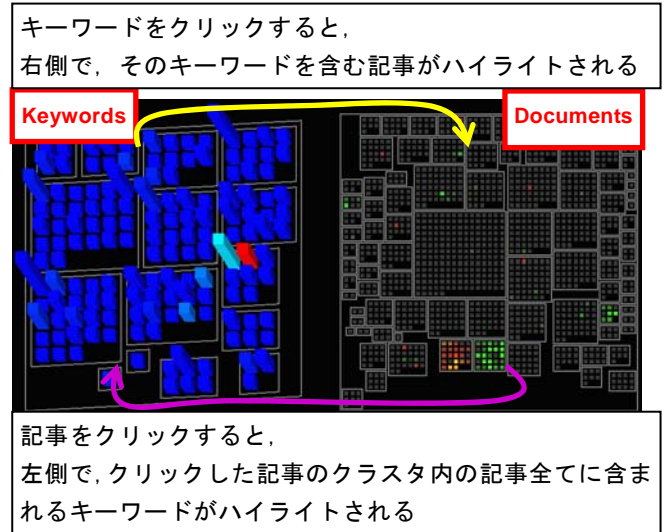 キーワードをクリックすると,
右側で, そのキーワードを含む記事がハイライトされる
Keywords
Documents
記事をクリックすると,
左側で,クリックした記事のクラスタ内の記事全てに含ま
れるキーワードがハイライトされる